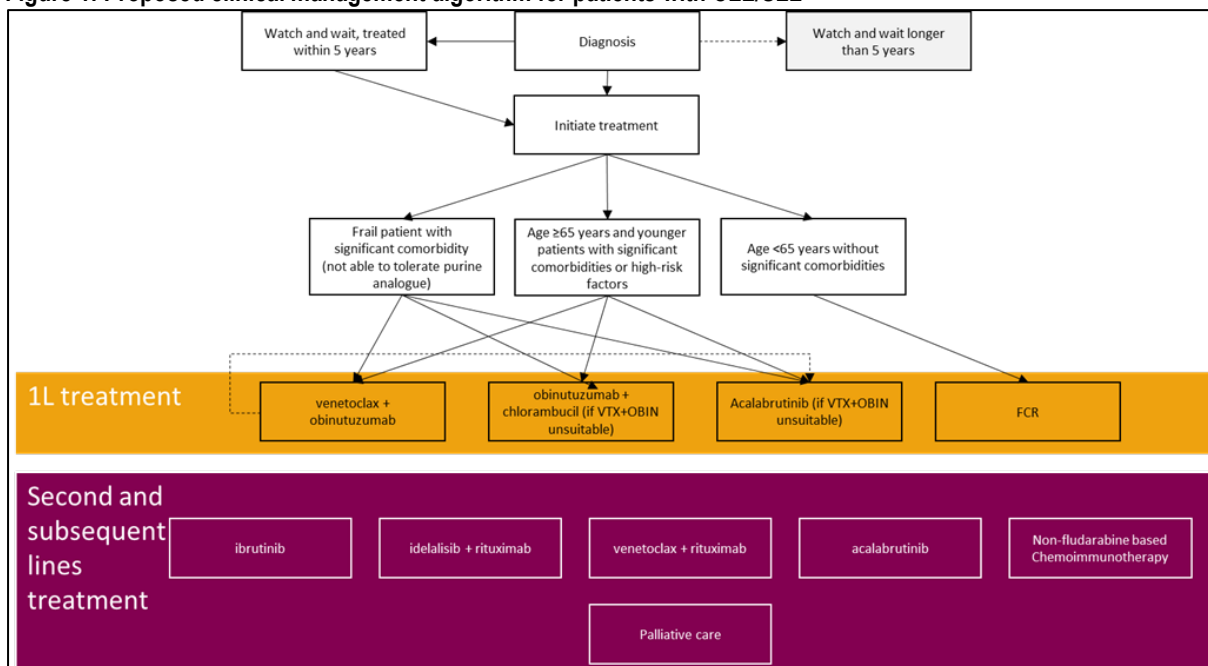 Watch and wait, treated
within 5 years
Diagnosis
Watch and wait longer
than 5 years
Initiate treatment
Frail patient with
significant comorbidity
(not able to tolerate purine
analogue)
Age ≥65 years and younger
patients with significant
comorbidities or high-risk
factors
Age <65 years without
significant comorbidities
1L treatment
venetoclax +
obinutuzumab
obinutuzumab +
chlorambucil (if VTX+OBIN
unsuitable)
Acalabrutinib (if VTX+OBIN
unsuitable)
FCR
Second and
subsequent
lines
treatment
ibrutinib
idelalisib + rituximab
venetoclax + rituximab
acalabrutinib
Non-fludarabine based
Chemoimmunotherapy
Palliative care